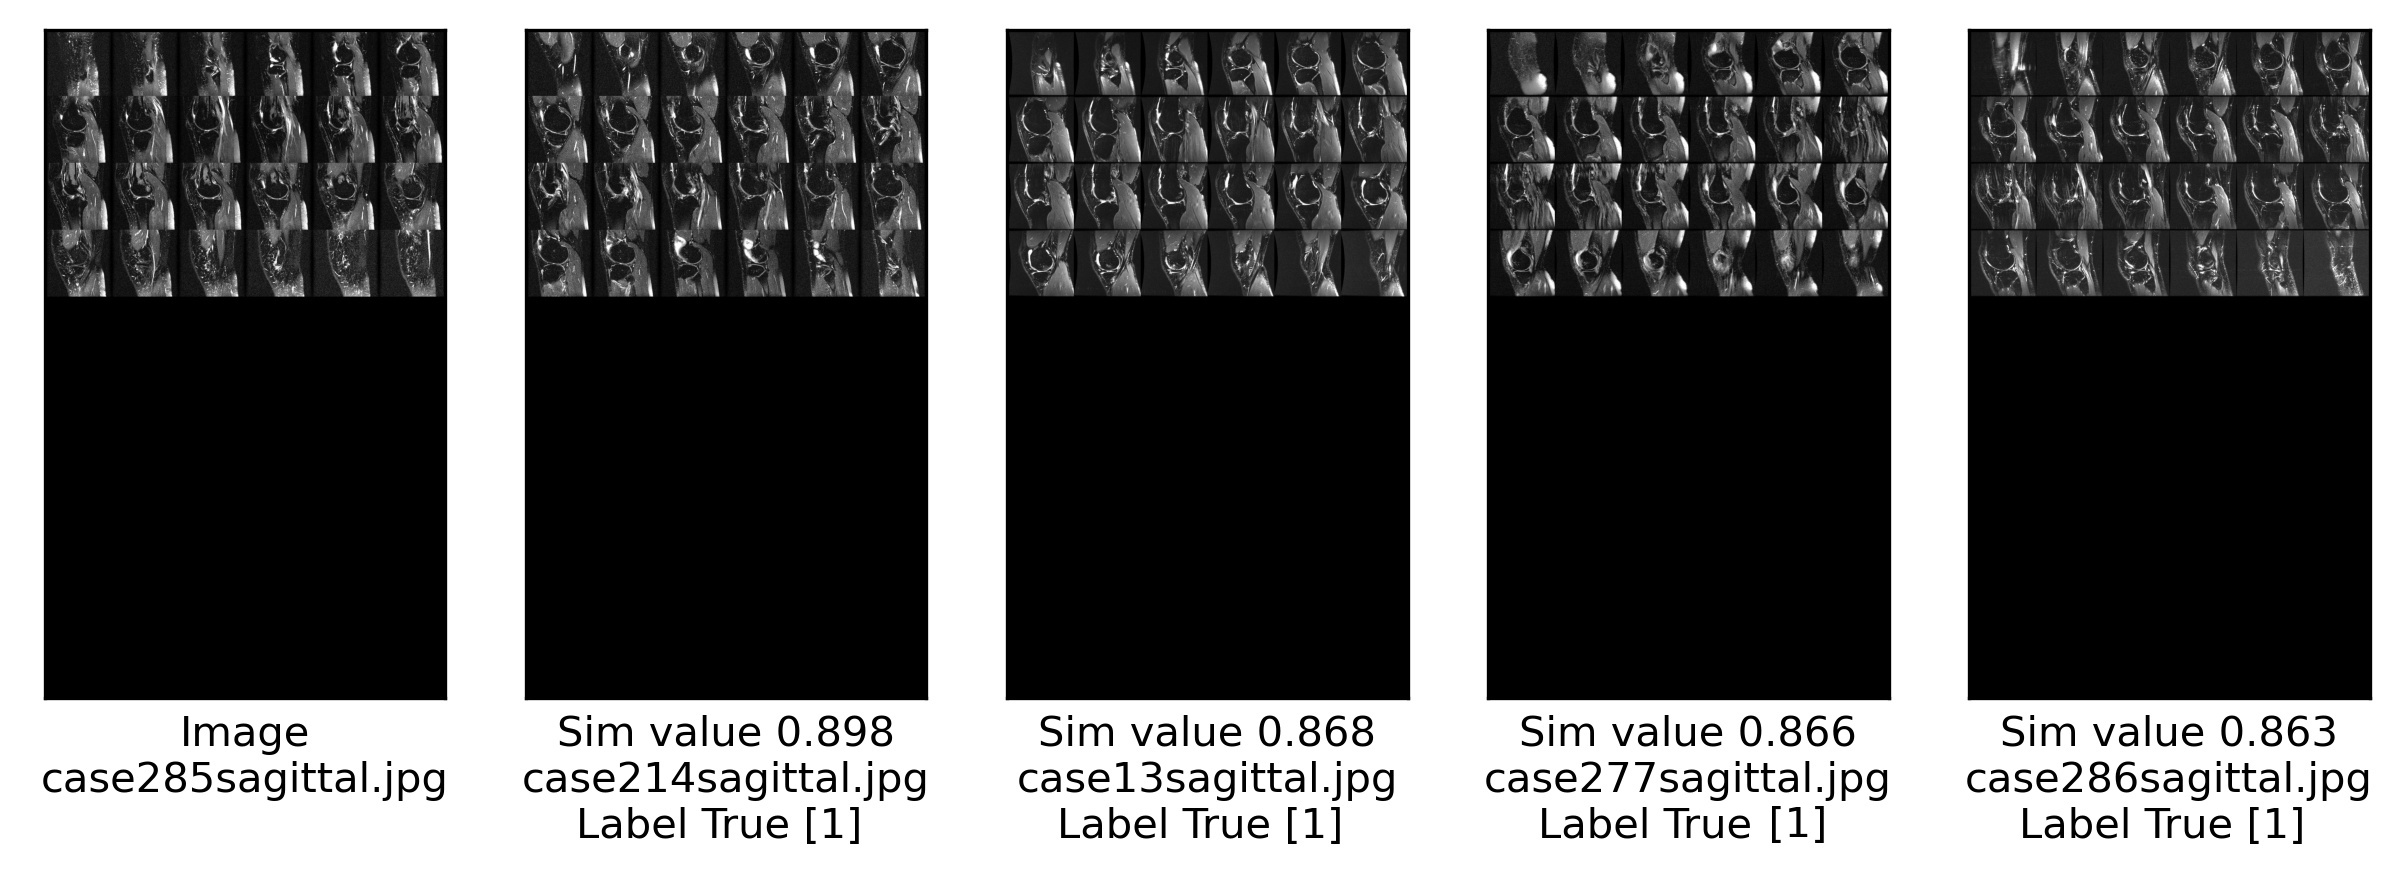 Image
case285sagittal.jpg
Sim value 0.898
case214sagittal.jpg
Label True [1]
Sim value 0.868
case13sagittal.jpg
Label True [1]
Sim value 0.866
case277sagittal.jpg
Label True [1]
Sim value 0.863
case286sagittal.jpg
Label True [1]